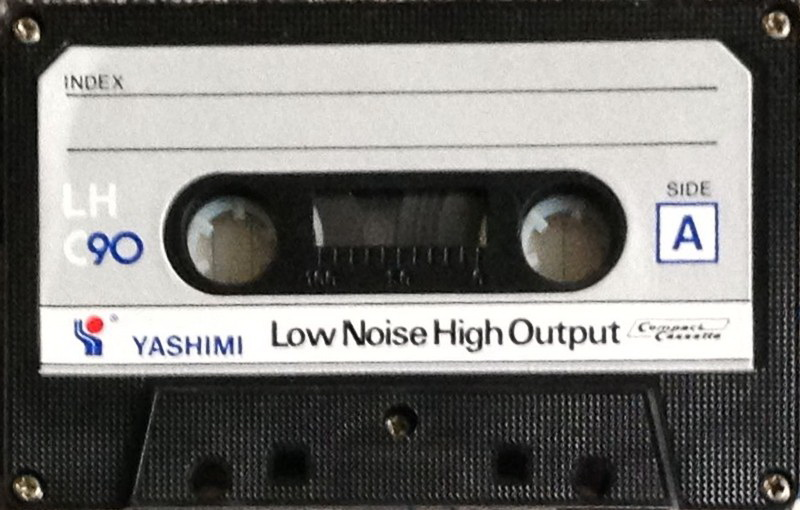 INDEX
LH
C90
SIDE
A
YASHIMI
Low Noise High Output
Compact
Cassette